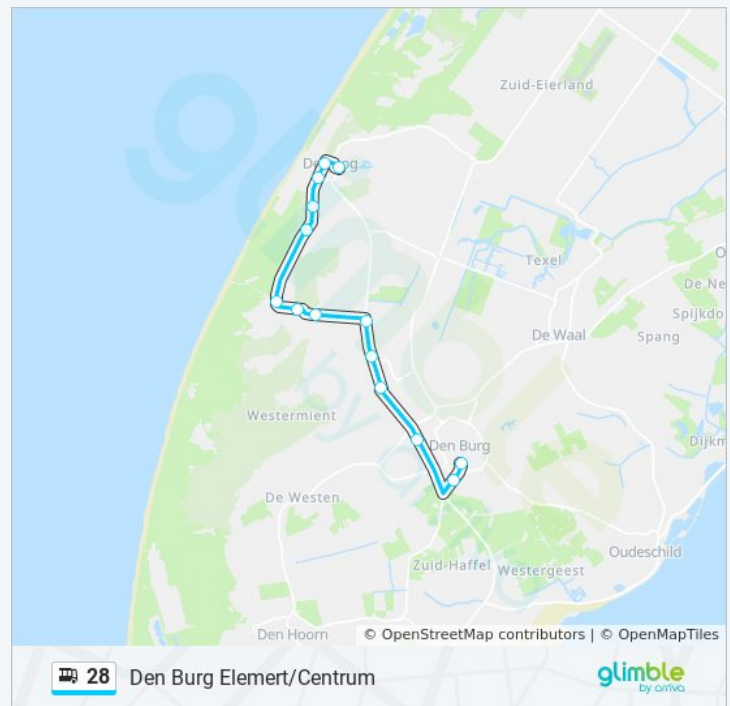 Zuid-Eierland
Texel
De Waal
Spang
Westermient
Den Burg
De Westen
Oudeschild
Zuid-Haffel
Westergeest
Den Hoorn
© OpenStreetMap contributors | © OpenMapTiles
28
Den Burg Elemert/Centrum
glimble
by arriva